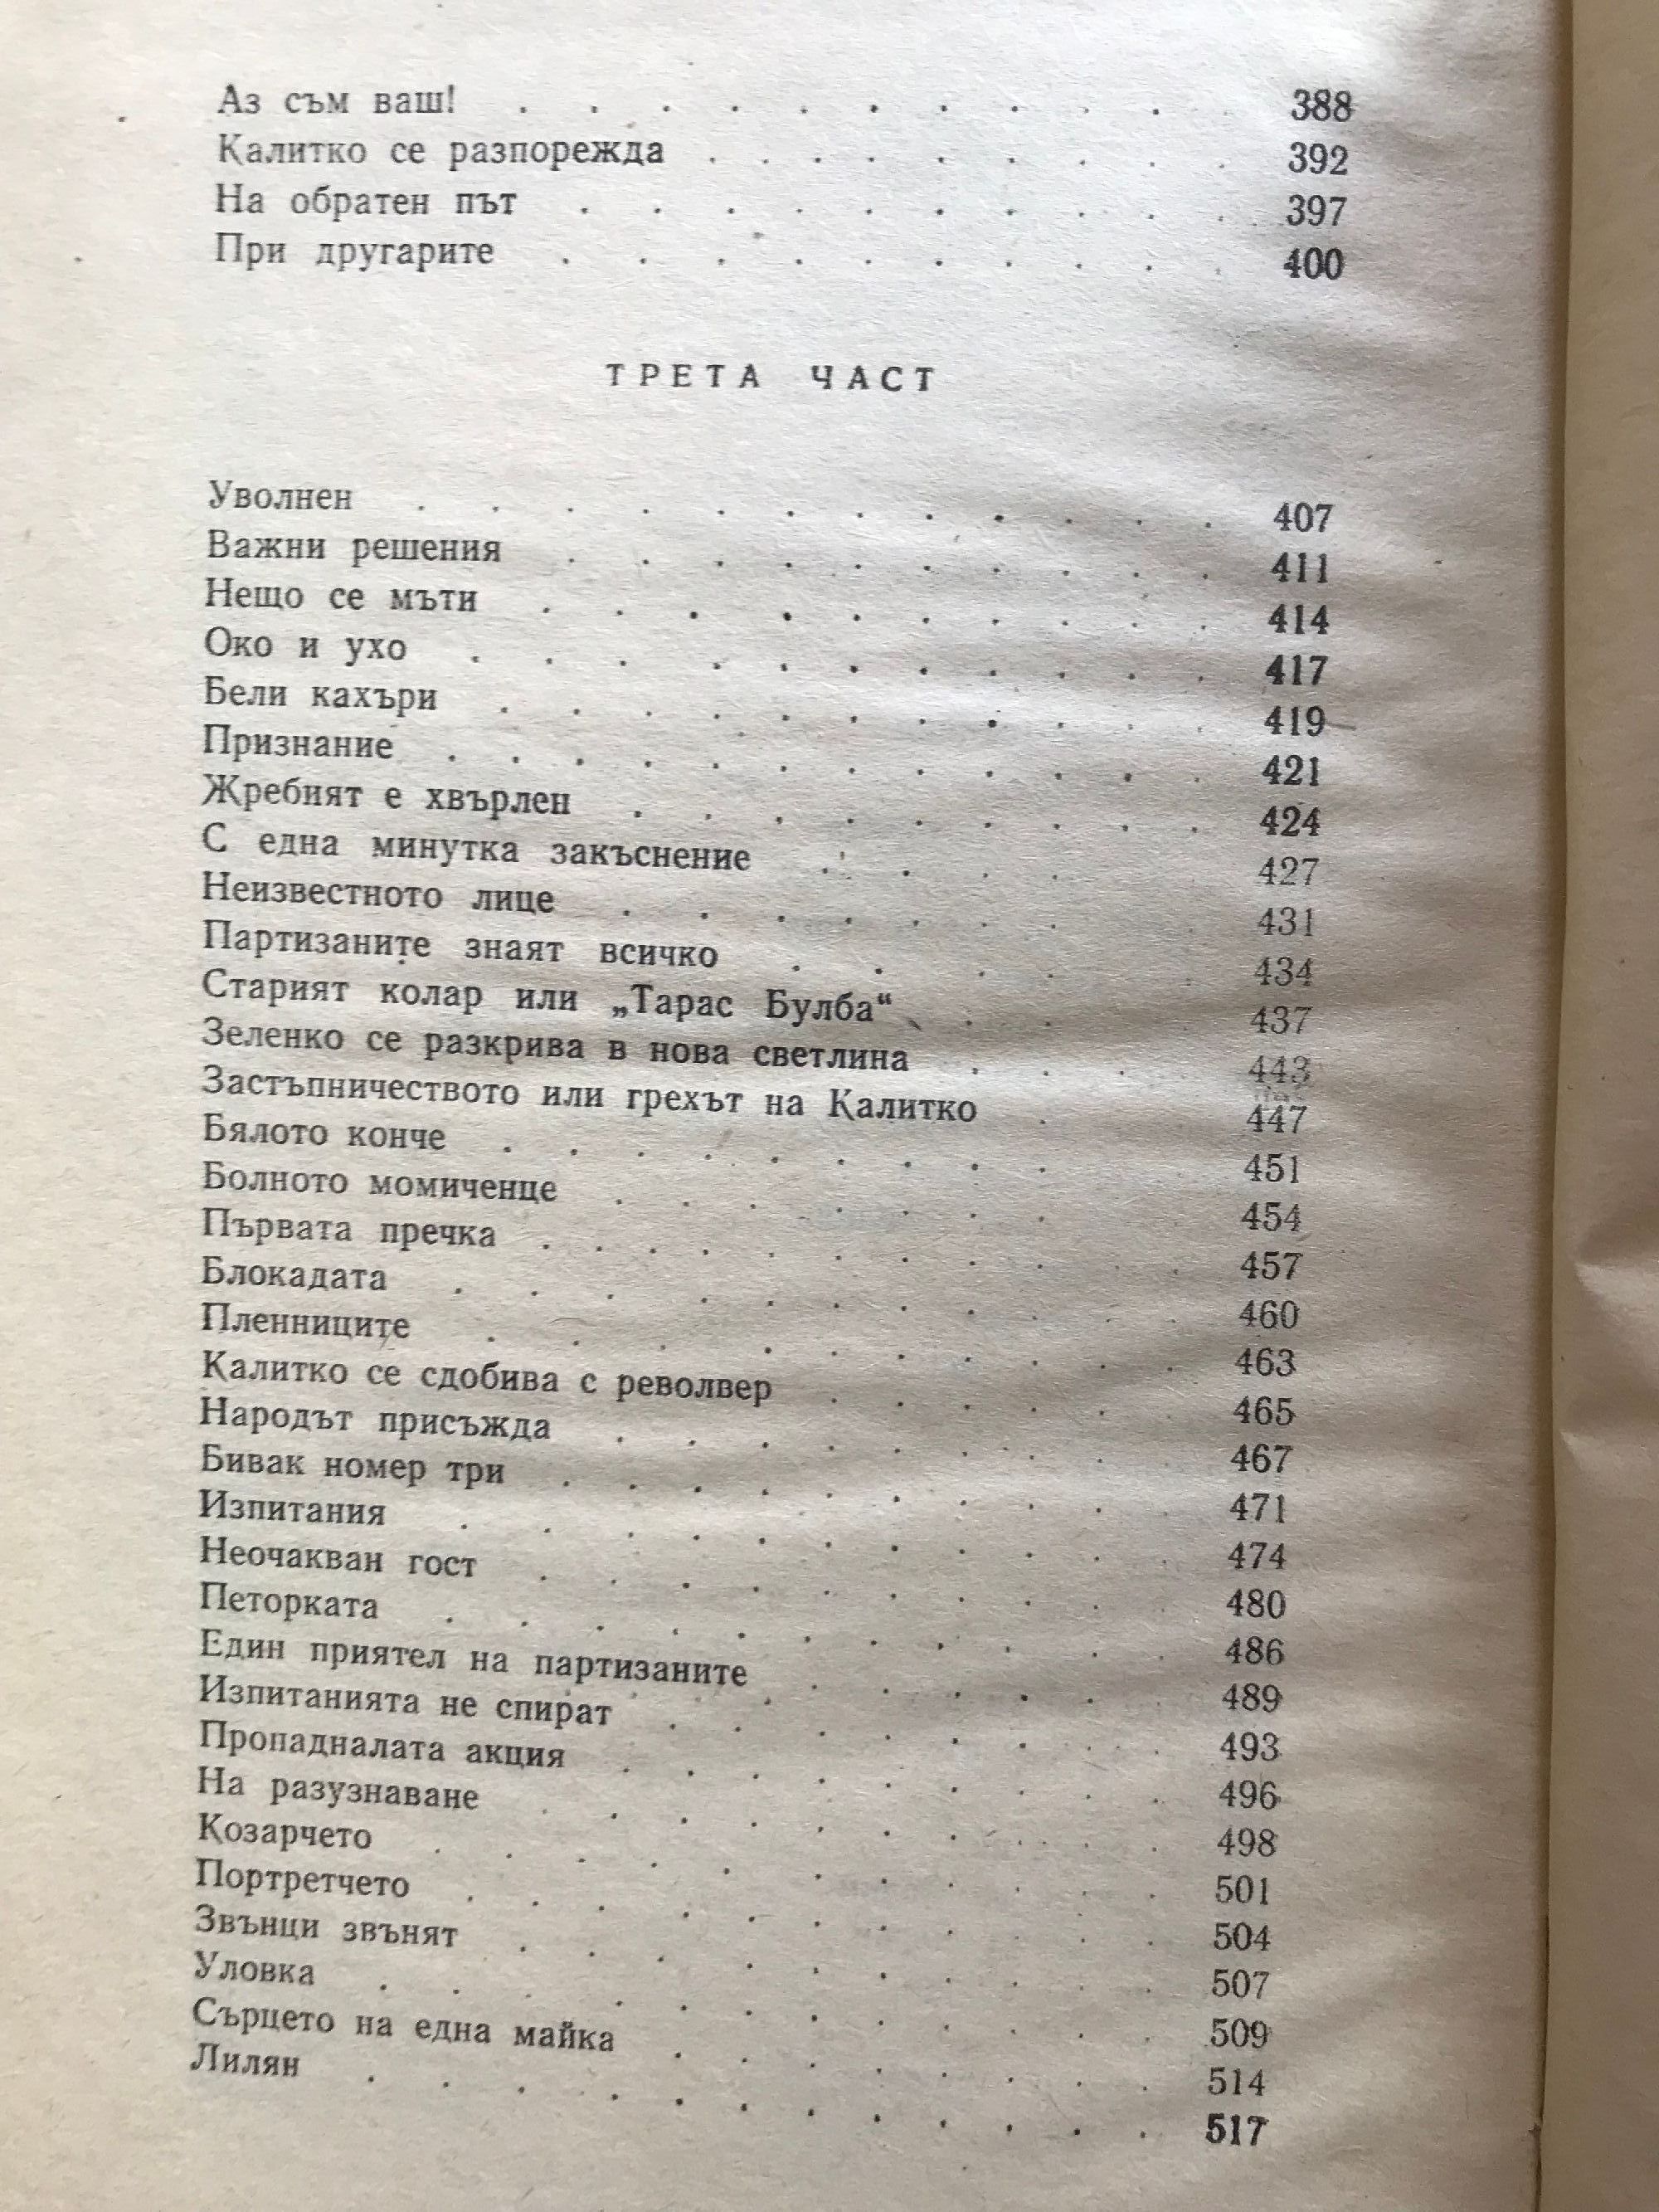 Аз съм ваш! . . . . . . . . . . 388
Калитко се разпорежда . . . . . . . . 392
На обратен път . . . . . . . . . . 397
При другарите . . . . . . . . . . 400
ТРЕТА ЧАСТ
Уволнен . . . . . . . . . . . . 407
Важни решения . . . . . . . . . . 411
Нещо се мъти . . . . . . . . . . 414
Око и ухо . . . . . . . . . . . 417
Бели кахъри . . . . . . . . . . . 419
Признание . . . . . . . . . . . . 421
Жребият е хвърлен . . . . . . . . . 424
С една минутка закъснение . . . . . 427
Неизвестното лице . . . . . . . . 431
Партизаните знаят всичко . . . . . 434
Старият колар или „Тарас Булба“ . . . 437
Зеленко се разкрива в нова светлина . . . 443
Застъпничеството или грехът на Калитко . 447
Бялото конче . . . . . . . . . . 451
Болното момиченце . . . . . . . . 454
Първата пречка . . . . . . . . . . 457
Блокадата . . . . . . . . . . . 460
Пленниците . . . . . . . . . . 463
Калитко се сдобива с револвер . . . . . 465
Народът присъжда . . . . . . . . 467
Бивак номер три . . . . . . . . . 471
Изпитания . . . . . . . . . . . 474
Неочакван гост . . . . . . . . . 480
Петорката . . . . . . . . . . . 486
Един приятел на партизаните . . . . . 489
Изпитанията не спират . . . . . . . 493
Пропадналата акция . . . . . . . . 496
На разузнаване . . . . . . . . . 498
Козарчето . . . . . . . . . . . 501
Портретчето . . . . . . . . . . 504
Звънци звънят . . . . . . . . . . 507
Уловка . . . . . . . . . . . . 509
Сърцето на една майка . . . . . . . . 514
Лилян . . . . . . . . . . . . 517